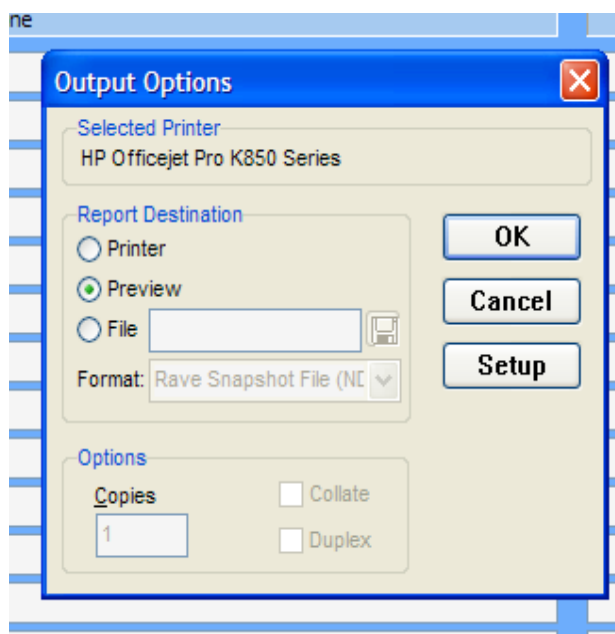 ne
Output Options
Selected Printer
HP Officejet Pro K850 Series
Report Destination
Printer
Preview
File
Format: Rave Snapshot File (ND
OK
Cancel
Setup
Options
Copies
1
Collate
Duplex